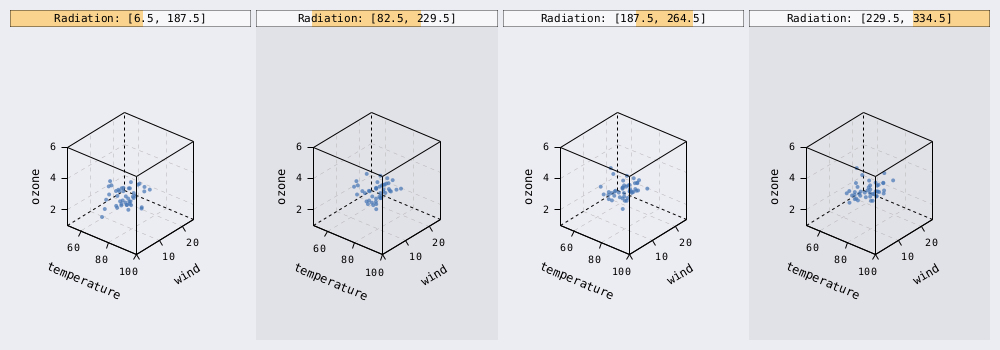 Radiation: [6.5, 187.5]
6
4
2
ozone
60
80
100
temperature
10
20
wind
Radiation: [82.5, 229.5]
6
4
2
ozone
60
80
100
temperature
10
20
wind
Radiation: [187.5, 264.5]
6
4
2
ozone
60
80
100
temperature
10
20
wind
Radiation: [229.5, 334.5]
6
4
2
ozone
60
80
100
temperature
10
20
wind